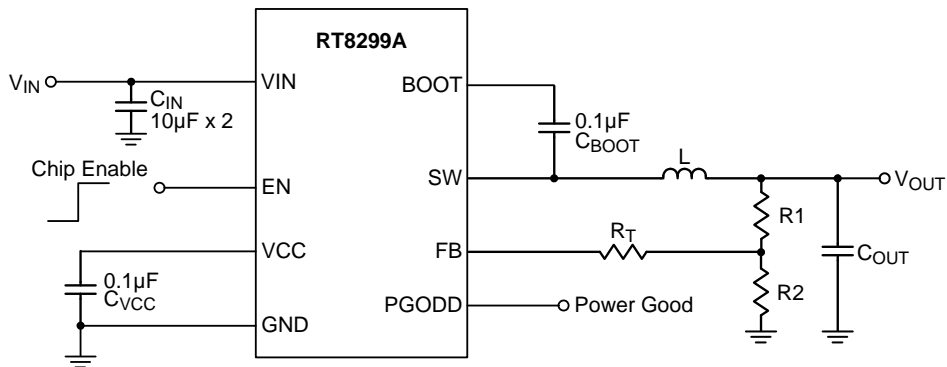 RT8299A
VIN
VIN
CIN
10μF x 2
BOOT
0.1μF
CBOOT
Chip Enable
EN
SW
L
VOUT
R1
VCC
FB
RT
COUT
0.1μF
CVCC
R2
PGODD
Power Good
GND